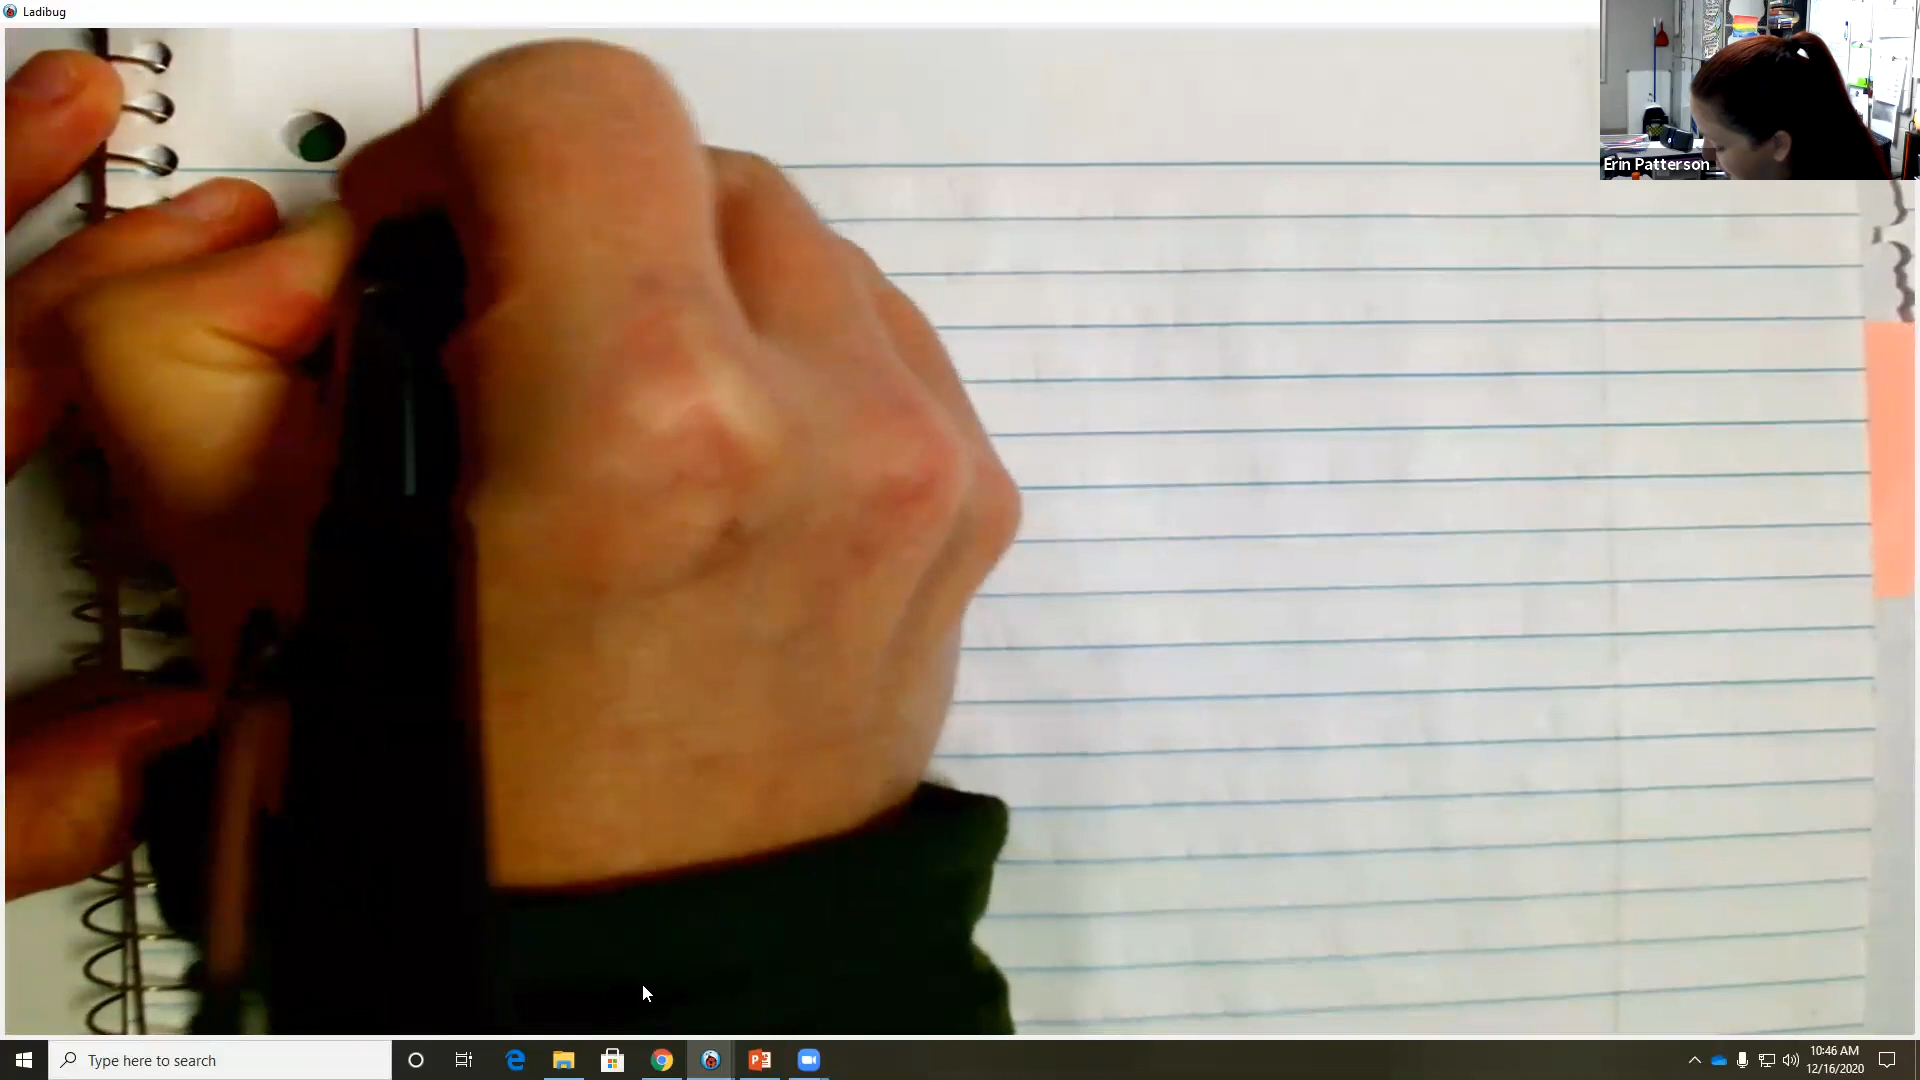 Ladibug
Erin Patterson
Type here to search
10:46 AM
12/16/2020